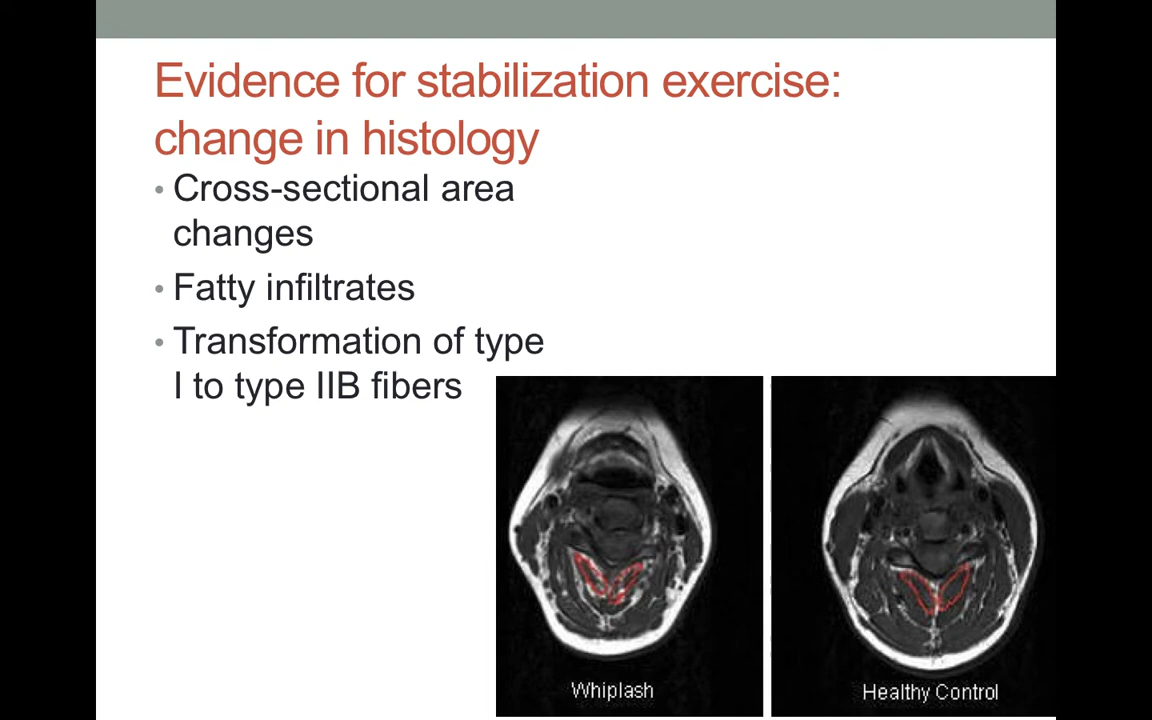 Evidence for stabilization exercise:
change in histology
• Cross-sectional area
changes
• Fatty infiltrates
• Transformation of type
I to type IIB fibers
Whiplash
Healthy Control